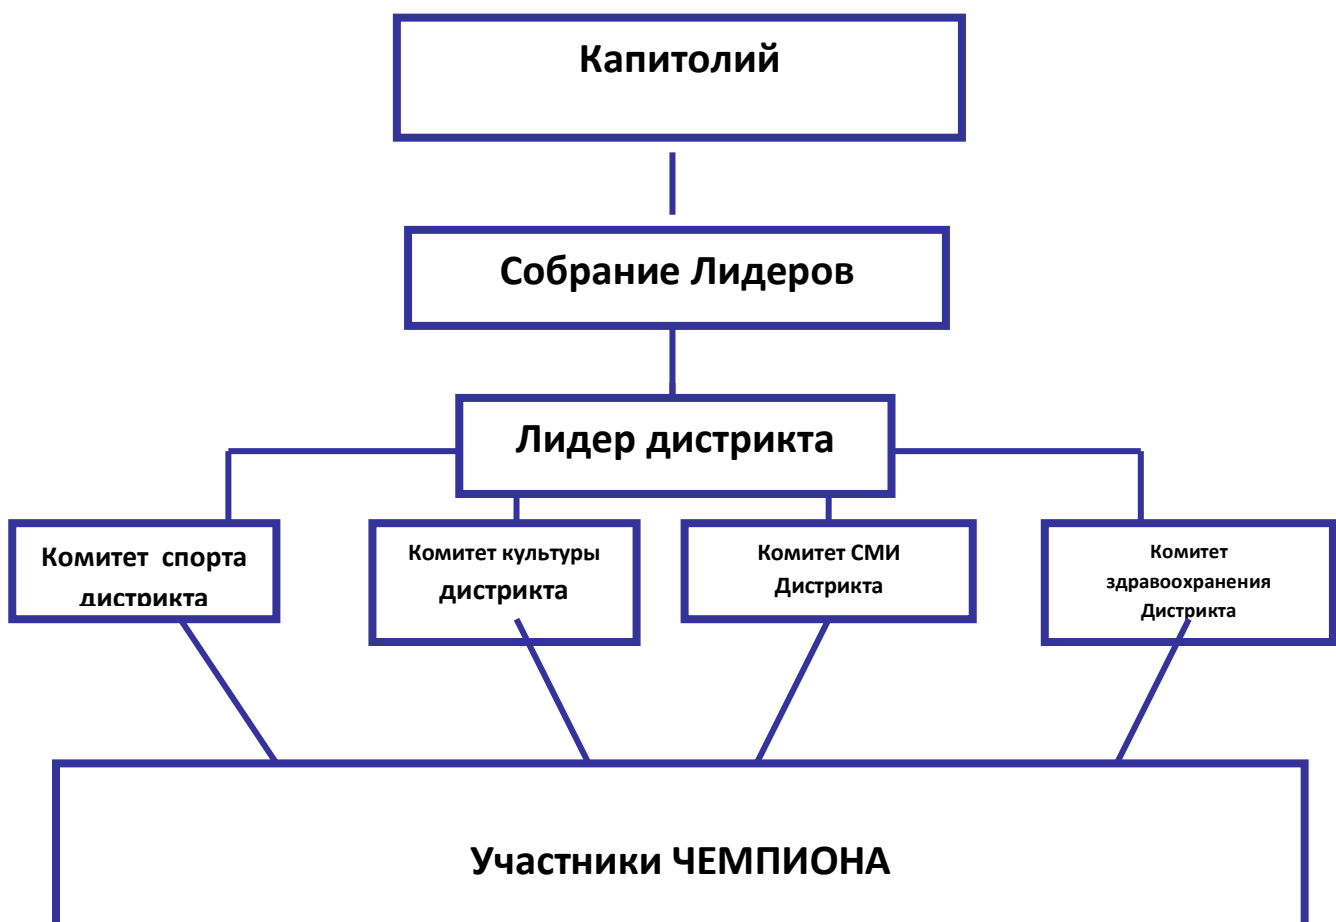 Капитолий
Собрание Лидеров
Лидер дистрикта
Комитет спорта
дистрикта
Комитет культуры
дистрикта
Комитет СМИ
Дистрикта
Комитет
здравоохранения
Дистрикта
Участники ЧЕМПИОНА